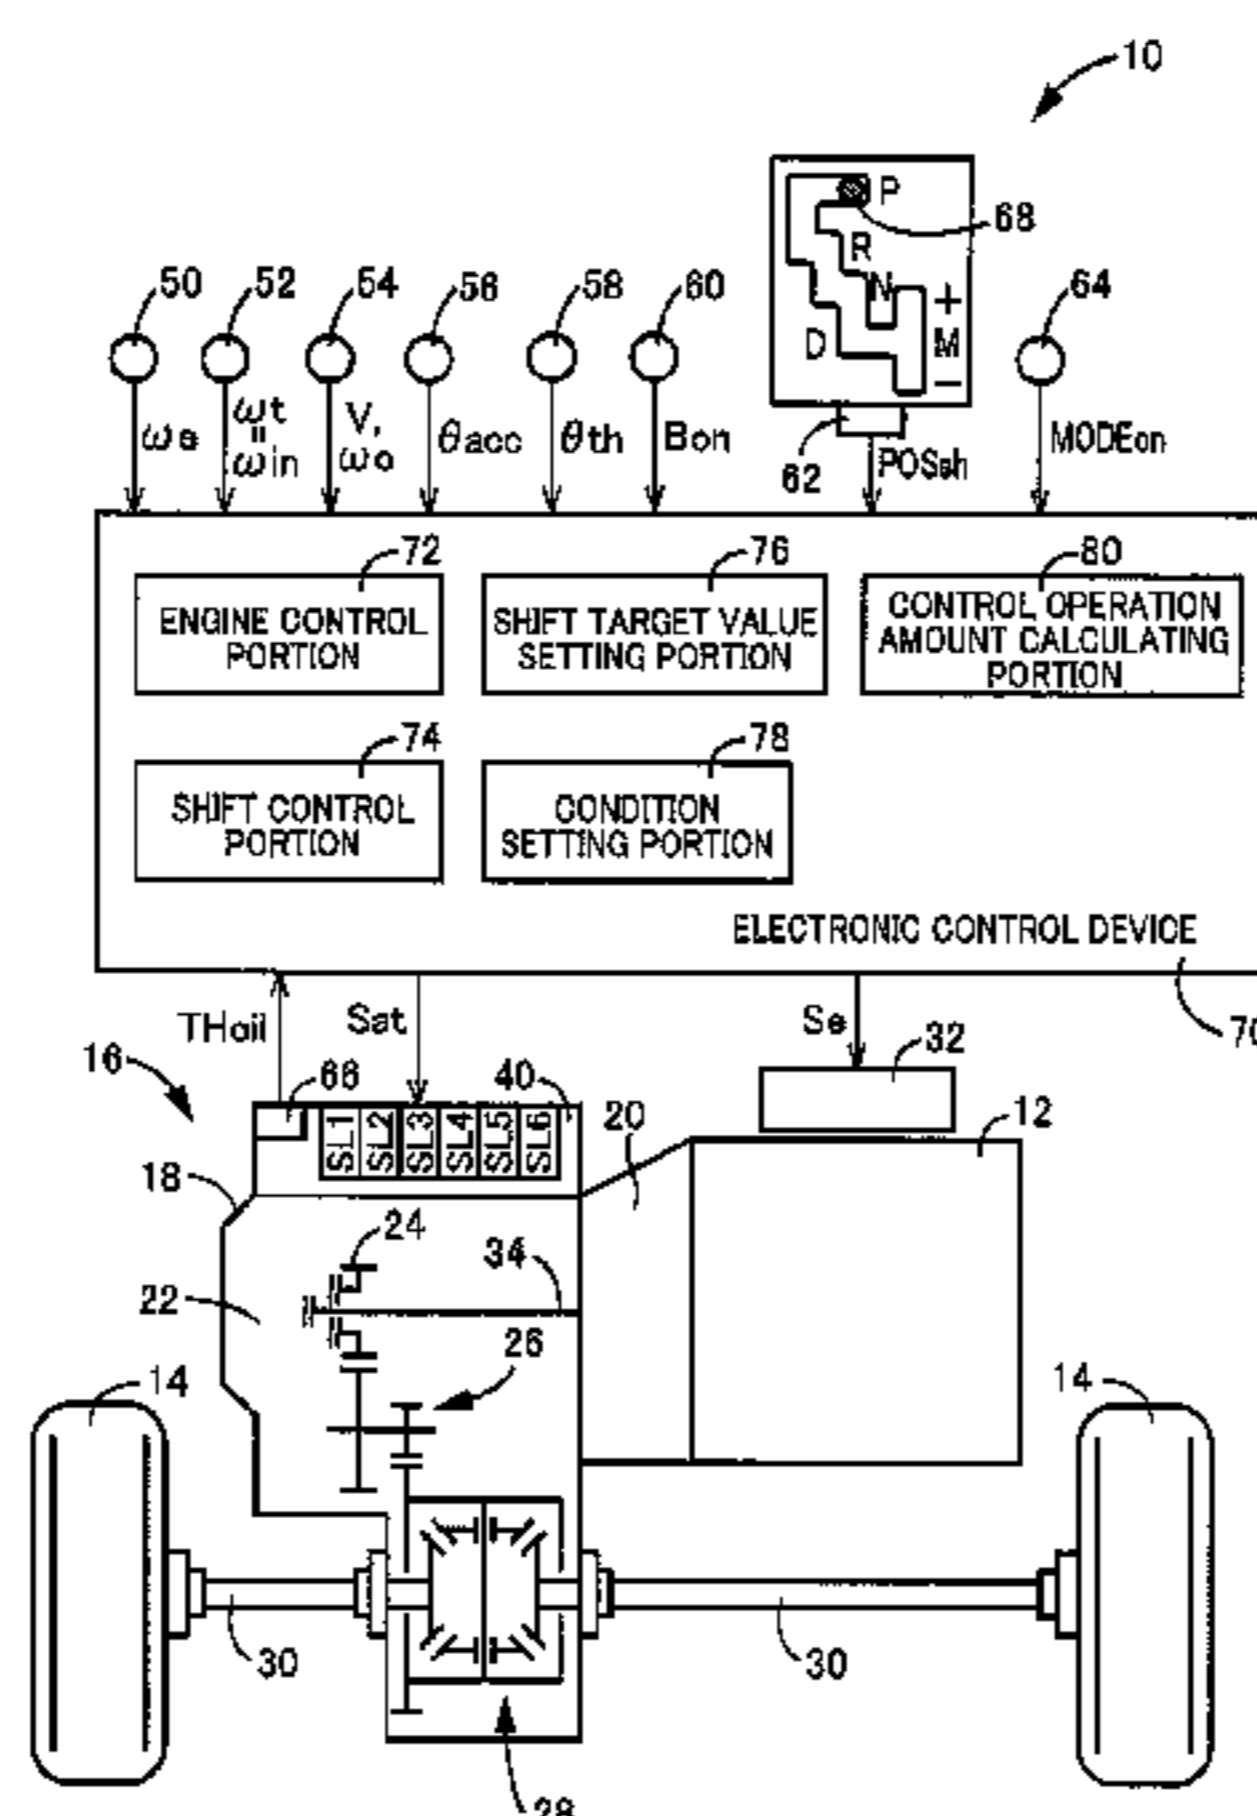 10
P
68
R
N
+
D
M
−
50
52
54
56
58
60
64
ωe
ωt
=
ωin
V,
ωo
θacc
θth
Bon
62
POSsh
MODEon
72
ENGINE CONTROL
PORTION
76
SHIFT TARGET VALUE
SETTING PORTION
80
CONTROL OPERATION
AMOUNT CALCULATING
PORTION
74
SHIFT CONTROL
PORTION
78
CONDITION
SETTING PORTION
ELECTRONIC CONTROL DEVICE
70
THoil
Sat
Se
16
66
40
32
SL1
SL2
SL3
SL4
SL5
SL6
20
12
18
24
34
22
26
14
14
30
30
28